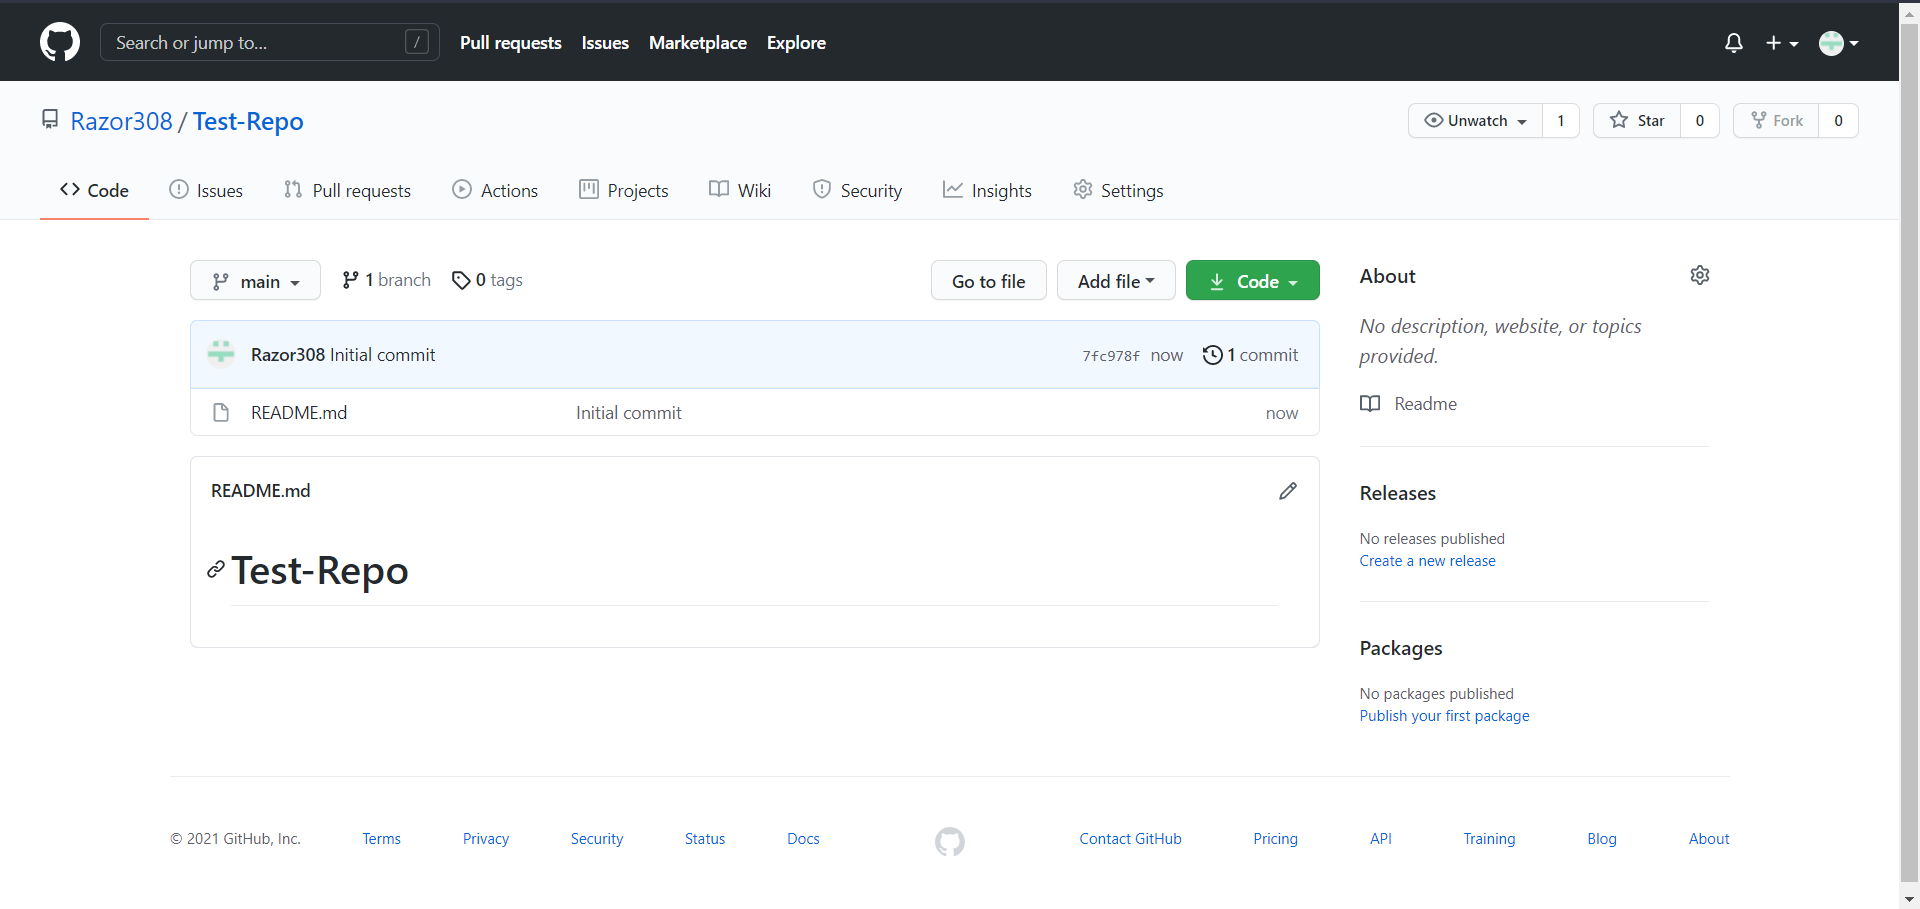 Search or jump to... /
Pull requests Issues Marketplace Explore
Razor308 / Test-Repo
Unwatch 1 Star 0 Fork 0
Code Issues Pull requests Actions Projects Wiki Security Insights Settings
main 1 branch 0 tags Go to file Add file Code
Razor308 Initial commit 7fc978f now 1 commit
README.md Initial commit now
README.md
Test-Repo
About
No description, website, or topics
provided.
Readme
Releases
No releases published
Create a new release
Packages
No packages published
Publish your first package
© 2021 GitHub, Inc. Terms Privacy Security Status Docs Contact GitHub Pricing API Training Blog About